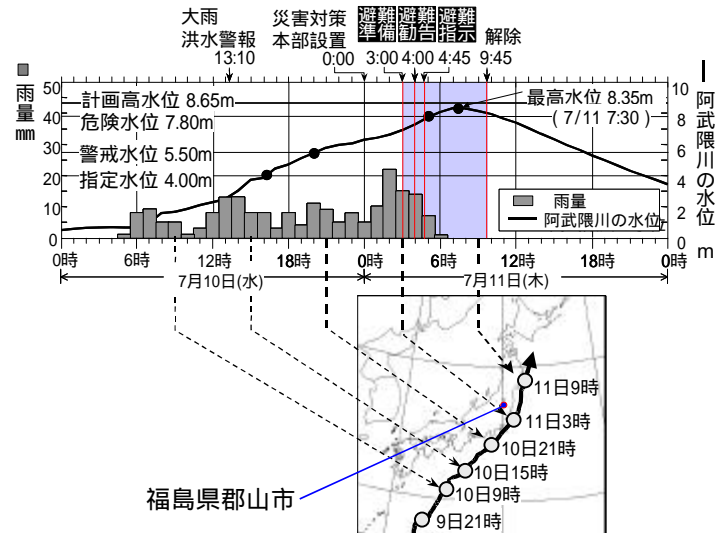 大雨
洪水警報
13:10
災害対策
本部設置
0:00
避難準備
3:00
避難勧告
4:00
避難指示
4:45
解除
9:45
雨量
mm
50
40
30
20
10
0
計画高水位 8.65m
危険水位 7.80m
警戒水位 5.50m
指定水位 4.00m
最高水位 8.35m
( 7/11 7:30 )
雨量
阿武隈川の水位
10
8
6
4
2
0
阿武隈川の水位 m
0時
6時
12時
18時
0時
6時
12時
18時
0時
7月10日(水)
7月11日(木)
11日9時
11日3時
10日21時
10日15時
10日9時
9日21時
福島県郡山市